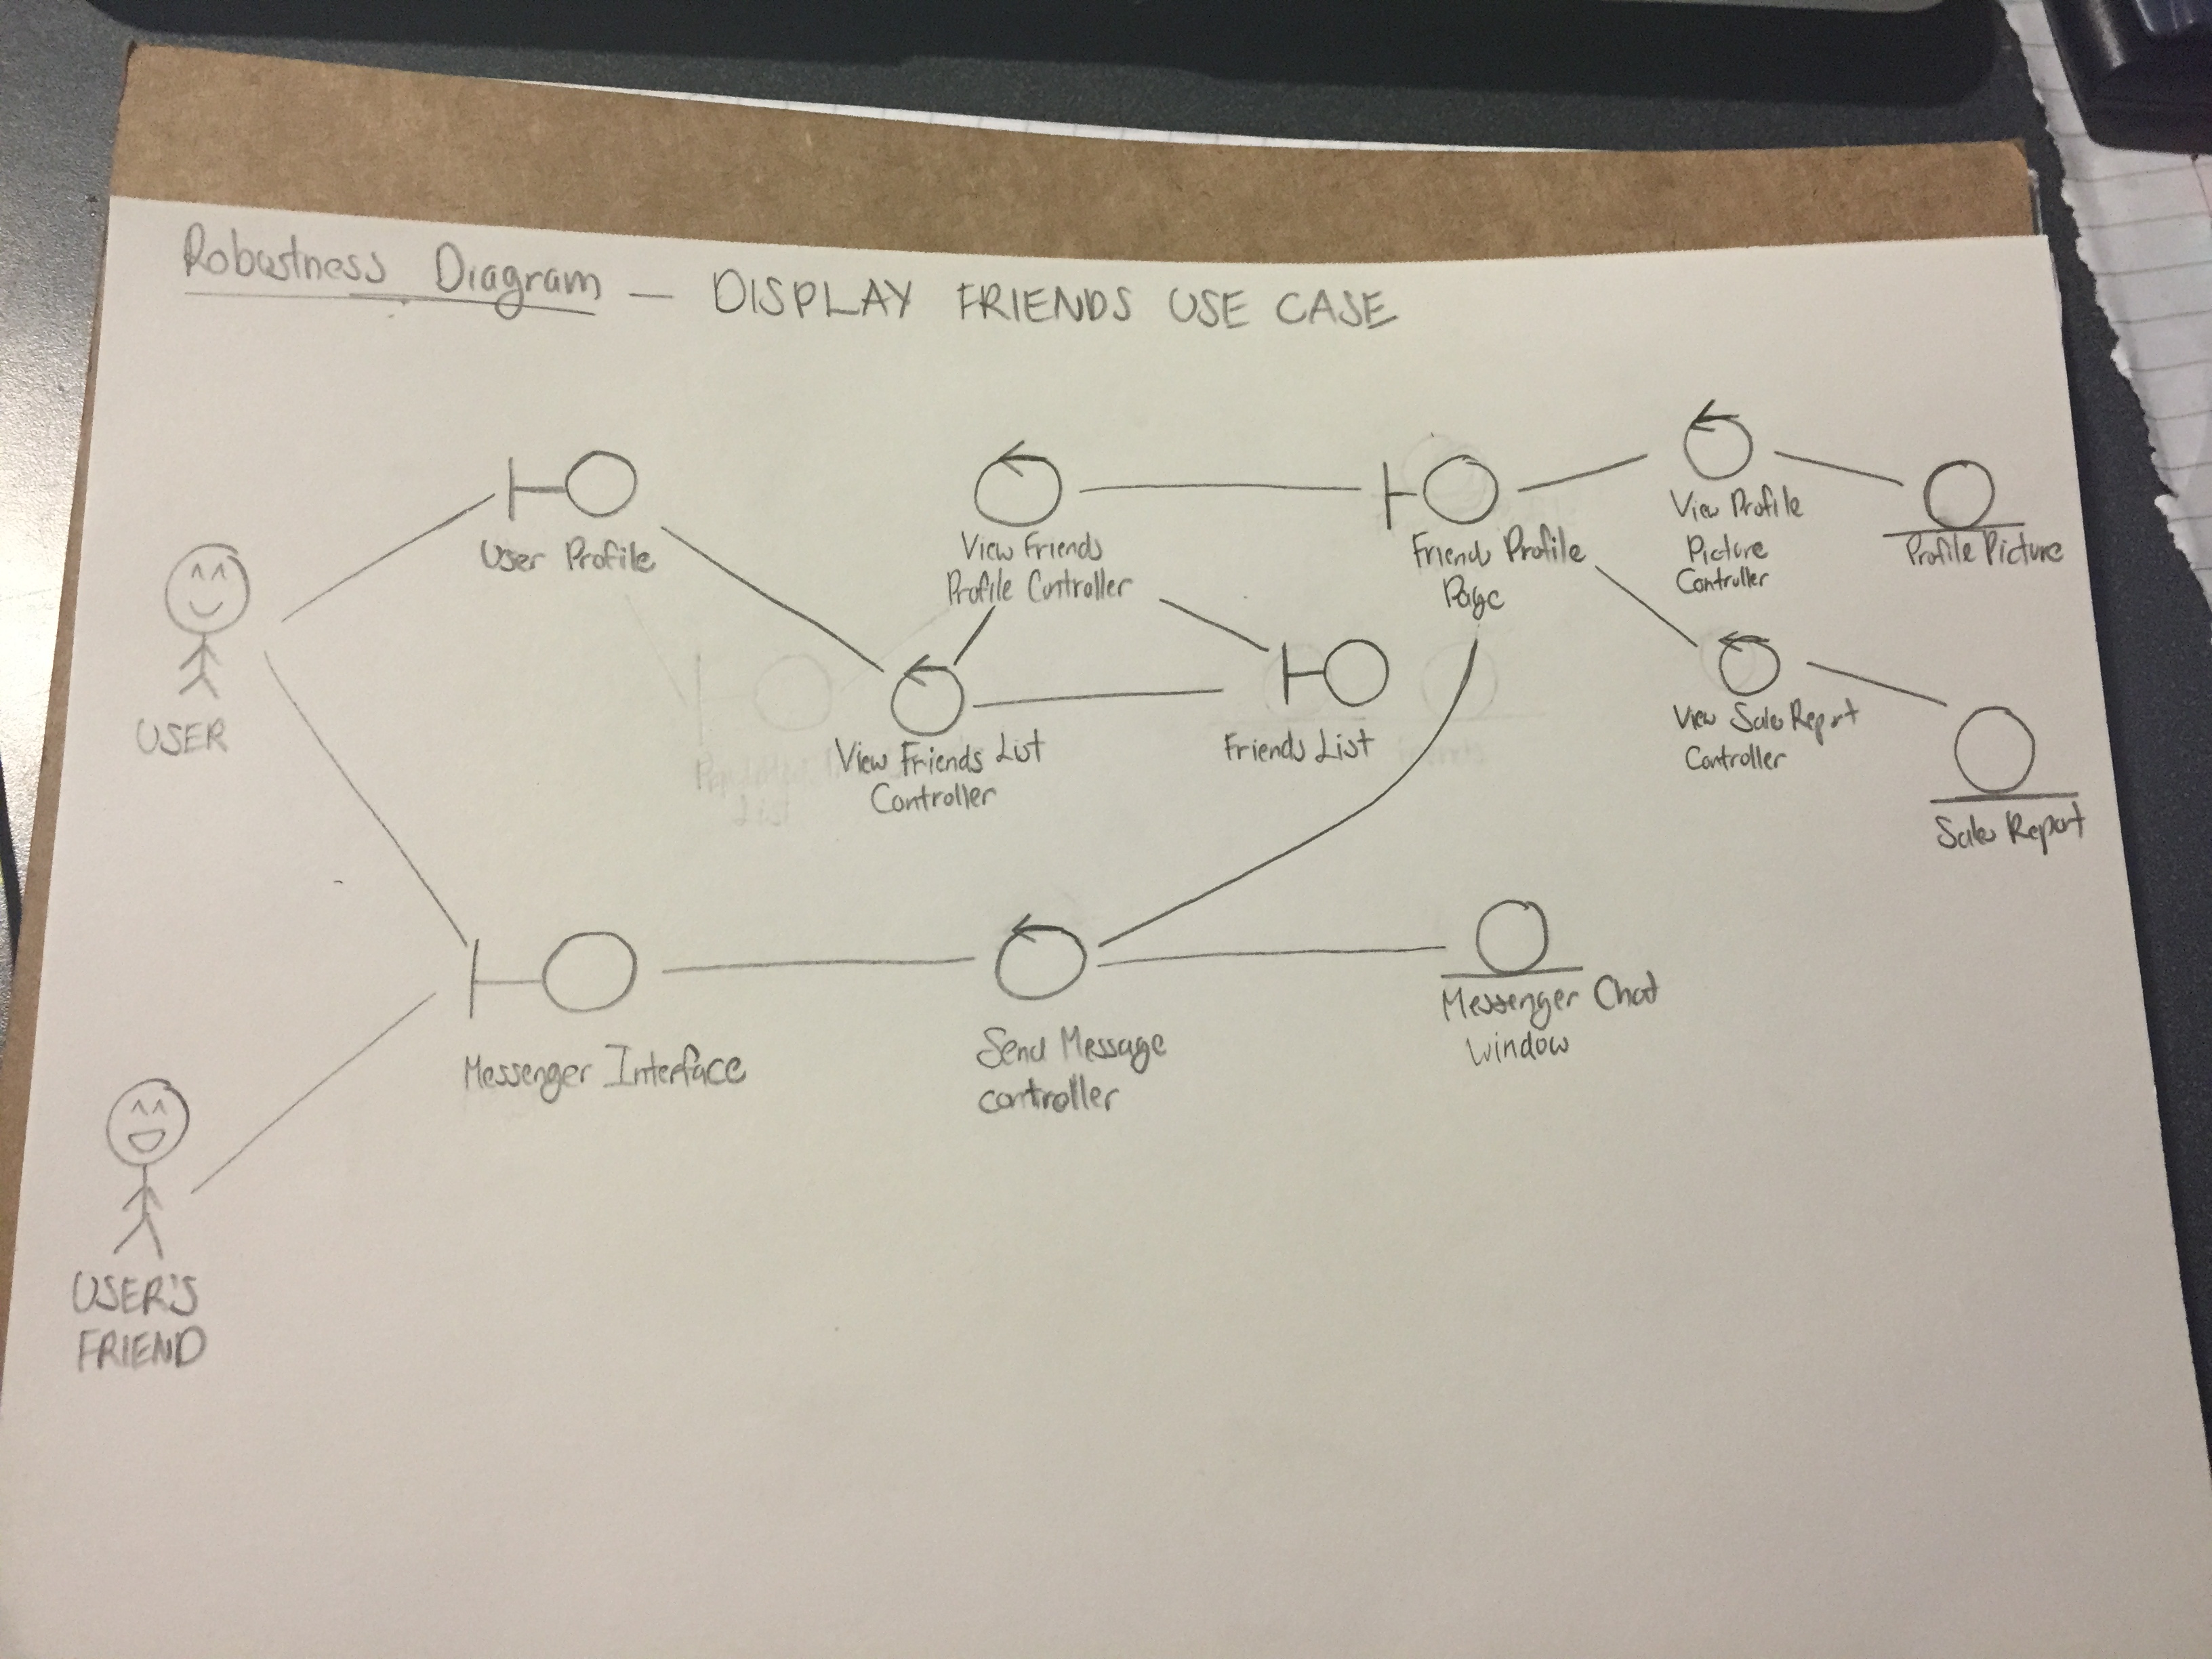 Robustness Diagram — DISPLAY FRIENDS USE CASE
User Profile
View Friends
Profile Controller
Friends Profile
Page
View Profile
Picture
Controller
Profile Picture
USER
View Friends List
Controller
Friends List
View Sales Report
Controller
Sales Report
Messenger Interface
Send Message
controller
Messenger Chat
Window
USER'S
FRIEND
List